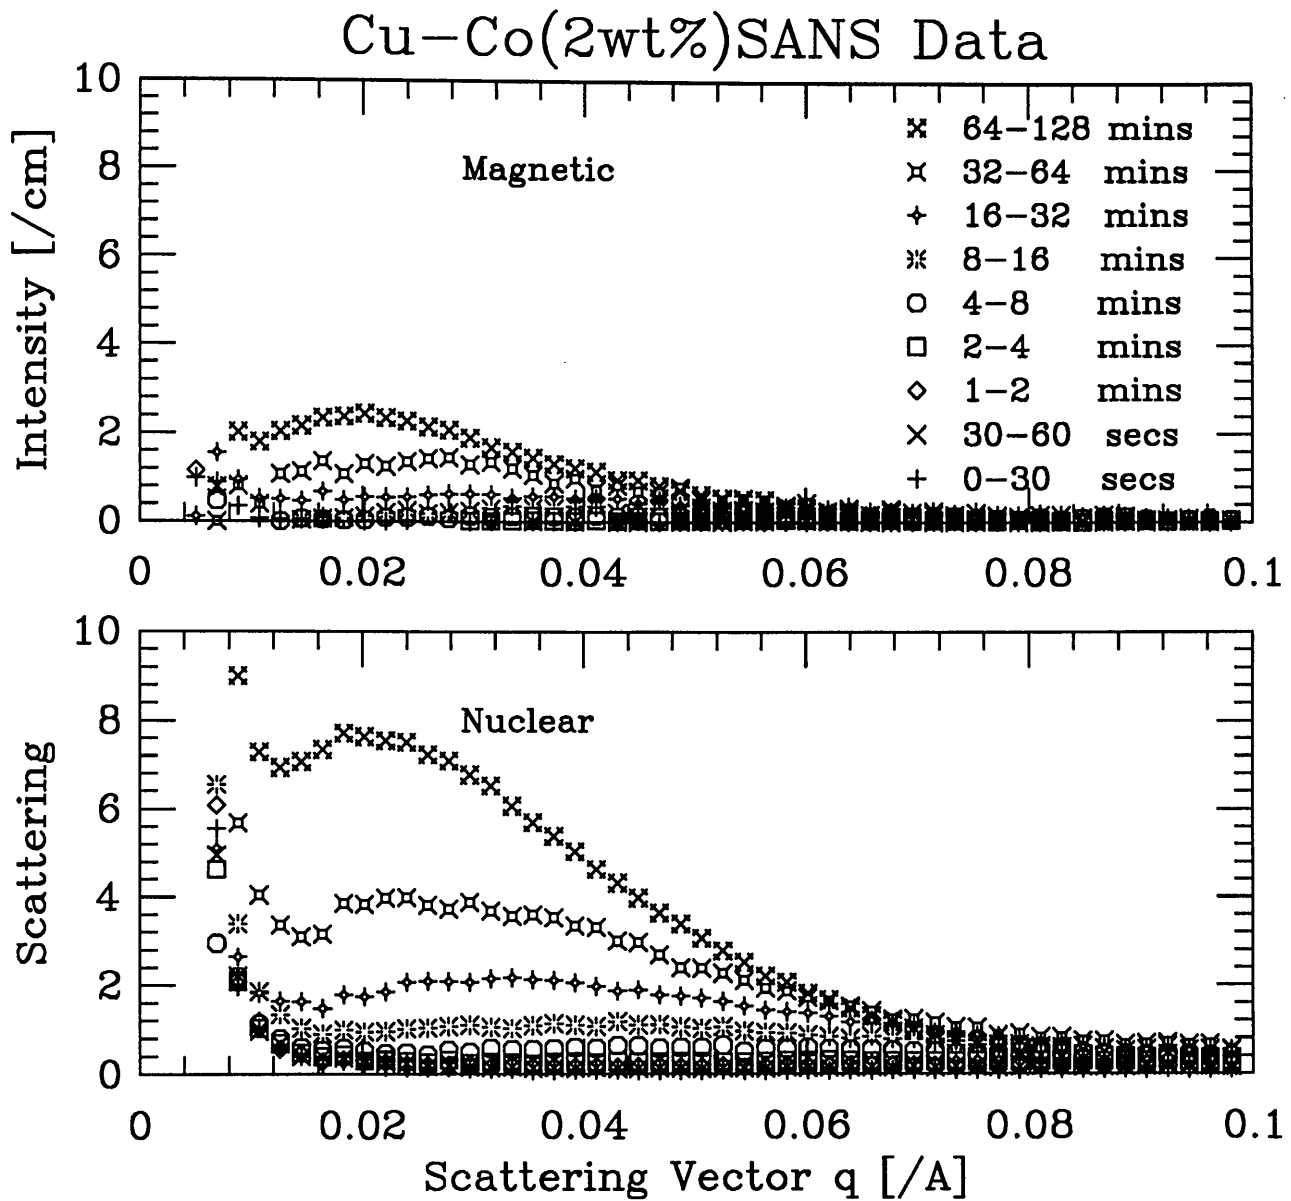 Cu-Co(2wt%)SANS Data
10
8
6
4
2
0
Intensity [/cm]
Magnetic
64-128 mins
32-64 mins
16-32 mins
8-16 mins
4-8 mins
2-4 mins
1-2 mins
30-60 secs
0-30 secs
0 0.02 0.04 0.06 0.08 0.1
10
8
6
4
2
0
Scattering
Nuclear
0 0.02 0.04 0.06 0.08 0.1
Scattering Vector q [/A]